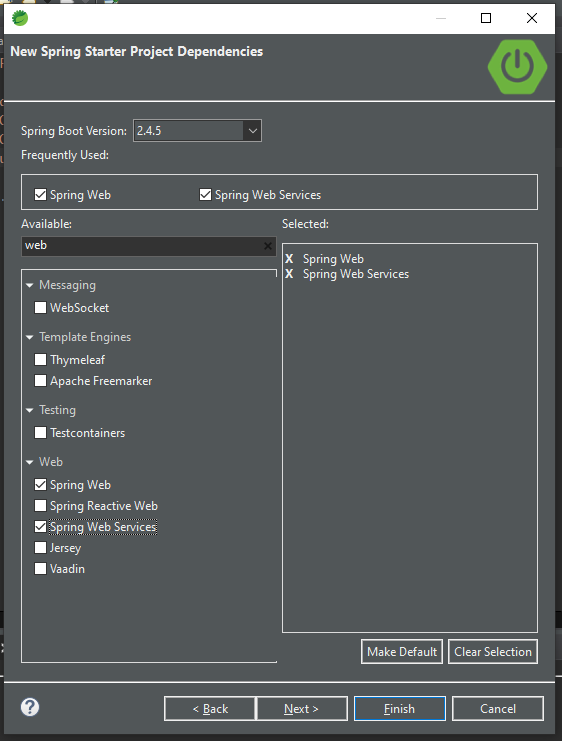 New Spring Starter Project Dependencies
Spring Boot Version: 2.4.5
Frequently Used:
Spring Web Spring Web Services
Available: Selected:
web
Messaging
WebSocket
Template Engines
Thymeleaf
Apache Freemarker
Testing
Testcontainers
Web
Spring Web
Spring Reactive Web
Spring Web Services
Jersey
Vaadin
X Spring Web
X Spring Web Services
Make Default Clear Selection
? < Back Next > Finish Cancel